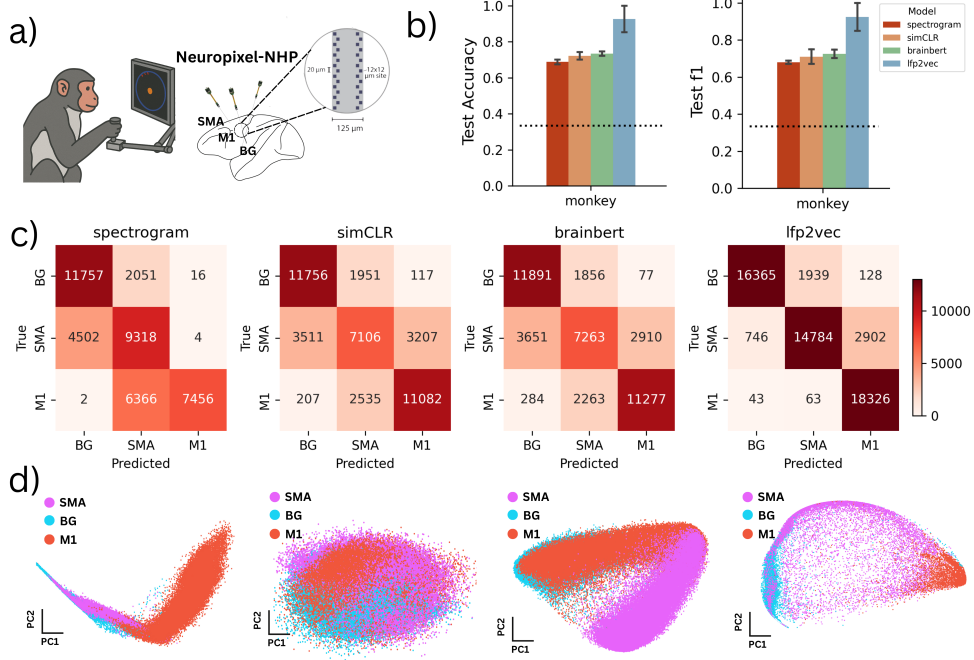 a)
Neuropixel-NHP
20 μm
12x12
μm site
125 μm
SMA
M1
BG
b)
Test Accuracy
1.0
0.8
0.6
0.4
0.2
0.0
monkey
Test f1
1.0
0.8
0.6
0.4
0.2
0.0
monkey
Model
spectrogram
simCLR
brainbert
lfp2vec
c)
spectrogram
True
BG 11757 2051 16
SMA 4502 9318 4
M1 2 6366 7456
BG SMA M1
Predicted
simCLR
BG 11756 1951 117
SMA 3511 7106 3207
M1 207 2535 11082
BG SMA M1
Predicted
brainbert
True
BG 11891 1856 77
SMA 3651 7263 2910
M1 284 2263 11277
BG SMA M1
Predicted
lfp2vec
True
BG 16365 1939 128
SMA 746 14784 2902
M1 43 63 18326
BG SMA M1
Predicted
10000
5000
0
d)
SMA
BG
M1
PC2
PC1
SMA
BG
M1
PC2
PC1
SMA
BG
M1
PC2
PC1
SMA
BG
M1
PC2
PC1